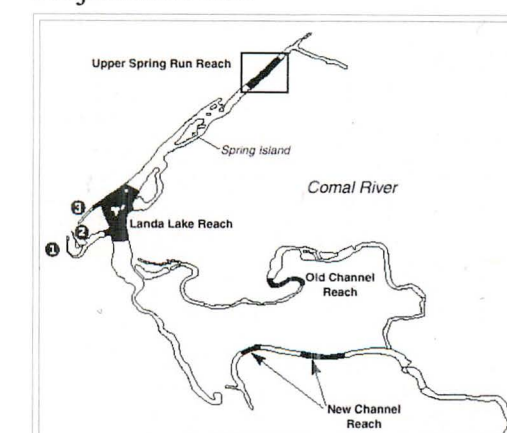 Upper Spring Run Reach
Spring Island
Comal River
3
2
Landa Lake Reach
1
Old Channel
Reach
New Channel
Reach